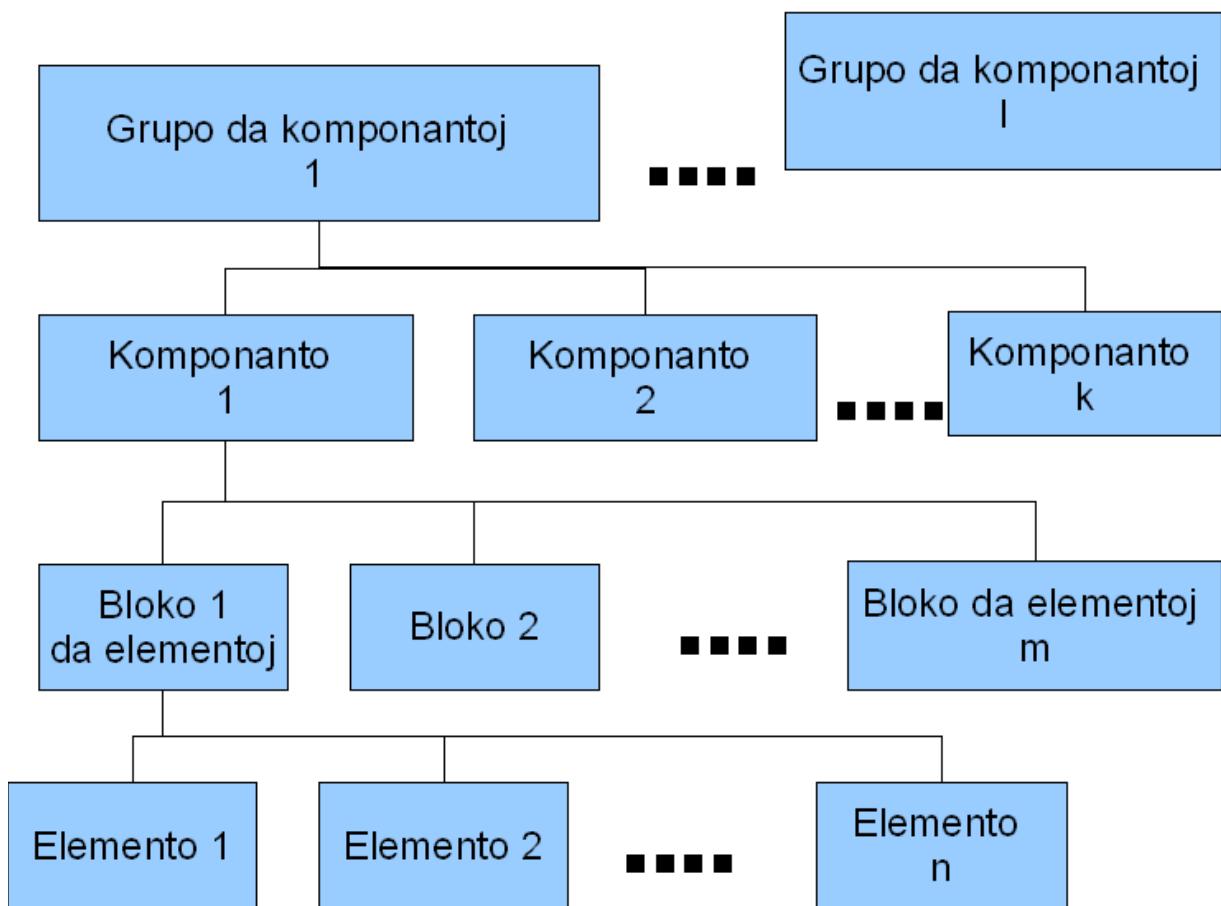 Grupo da komponantoj
1
Grupo da komponantoj
l
Komponanto
1
Komponanto
2
Komponanto
k
Bloko 1
da elementoj
Bloko 2
Bloko da elementoj
m
Elemento 1
Elemento 2
Elemento
n